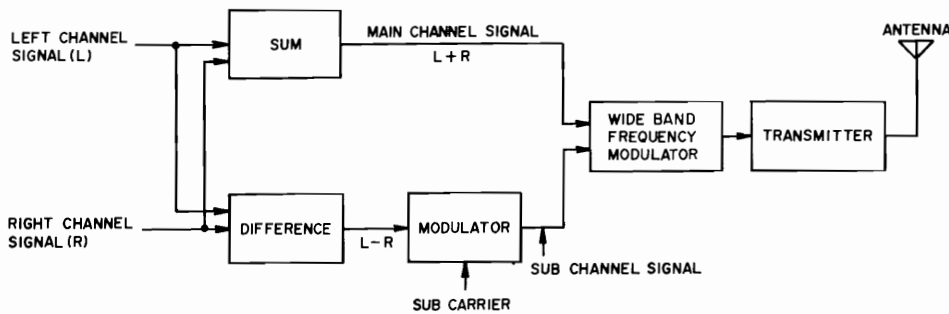 LEFT CHANNEL
SIGNAL (L)
SUM
MAIN CHANNEL SIGNAL
L+R
ANTENNA
WIDE BAND
FREQUENCY
MODULATOR
TRANSMITTER
RIGHT CHANNEL
SIGNAL (R)
DIFFERENCE
L-R
MODULATOR
SUB CHANNEL SIGNAL
SUB CARRIER